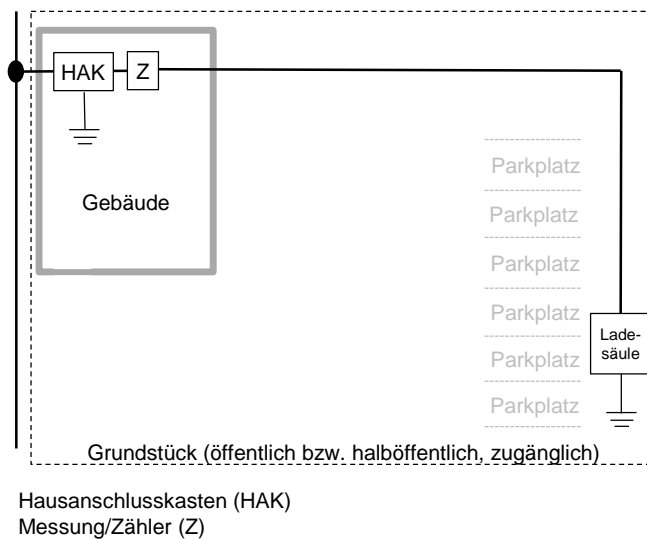 HAK
Z
Gebäude
Parkplatz
Parkplatz
Parkplatz
Parkplatz
Parkplatz
Parkplatz
Lade-
säule
Grundstück (öffentlich bzw. halböffentlich, zugänglich)
Hausanschlusskasten (HAK)
Messung/Zähler (Z)